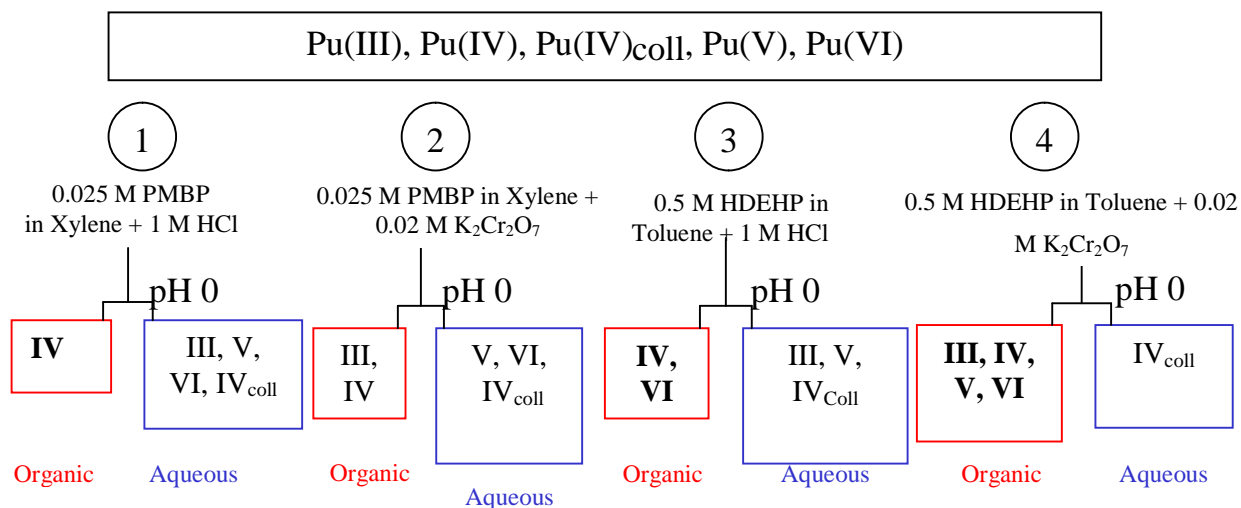 Pu(III), Pu(IV), Pu(IV)coll, Pu(V), Pu(VI)
1
0.025 M PMBP
in Xylene + 1 M HCl
pH 0
IV
III, V,
VI, IVcoll
Organic
Aqueous
2
0.025 M PMBP in Xylene +
0.02 M K2Cr2O7
pH 0
III,
IV
V, VI,
IVcoll
Organic
Aqueous
3
0.5 M HDEHP in
Toluene + 1 M HCl
pH 0
IV,
VI
III, V,
IVColl
Organic
Aqueous
4
0.5 M HDEHP in Toluene + 0.02
M K2Cr2O7
pH 0
III, IV,
V, VI
IVcoll
Organic
Aqueous